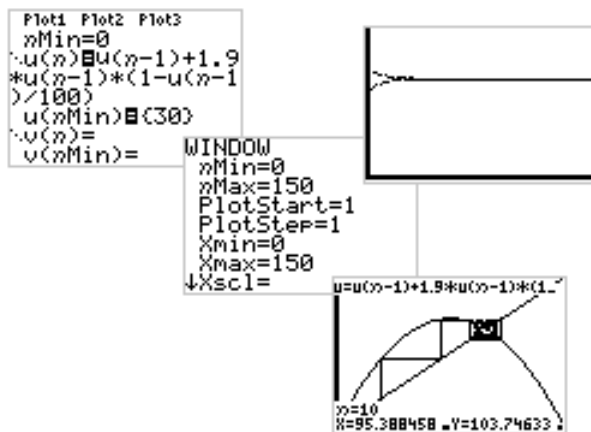 Plot1 Plot2 Plot3
nMin=0
u(n)=u(n-1)+1.9
*u(n-1)*(1-u(n-1
)/100)
u(nMin)={30}
v(n)=
v(nMin)=
WINDOW
nMin=0
nMax=150
PlotStart=1
PlotStep=1
Xmin=0
Xmax=150
↓Xscl=
u=u(n-1)+1.9*u(n-1)*(1_
n=10
X=95.388458 Y=103.74633